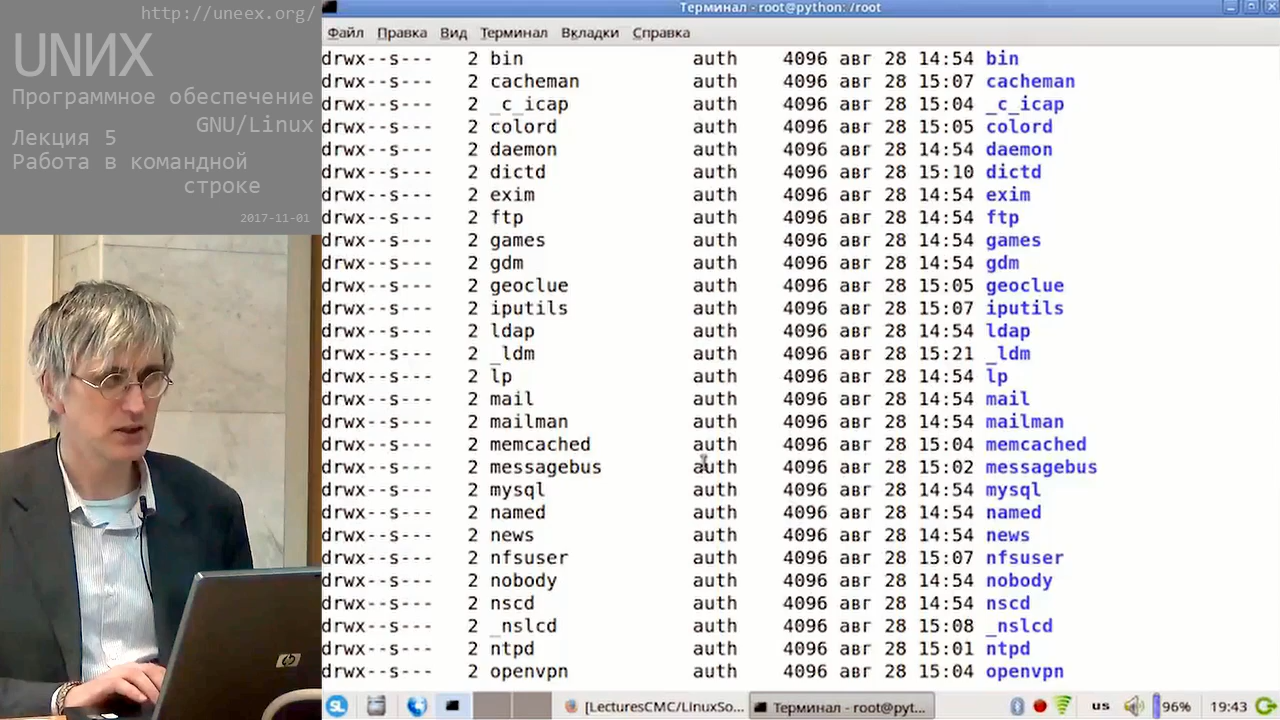 http://uneex.org/
UNИX
Программное обеспечение
GNU/Linux
Лекция 5
Работа в командной
строке
2017-11-01
Терминал - root@python: /root
Файл Правка Вид Терминал Вкладки Справка
drwx--s--- 2 bin auth 4096 авг 28 14:54 bin
drwx--s--- 2 cacheman auth 4096 авг 28 15:07 cacheman
drwx--s--- 2 _c_icap auth 4096 авг 28 15:04 _c_icap
drwx--s--- 2 colord auth 4096 авг 28 15:05 colord
drwx--s--- 2 daemon auth 4096 авг 28 14:54 daemon
drwx--s--- 2 dictd auth 4096 авг 28 15:10 dictd
drwx--s--- 2 exim auth 4096 авг 28 14:54 exim
drwx--s--- 2 ftp auth 4096 авг 28 14:54 ftp
drwx--s--- 2 games auth 4096 авг 28 14:54 games
drwx--s--- 2 gdm auth 4096 авг 28 14:54 gdm
drwx--s--- 2 geoclue auth 4096 авг 28 15:05 geoclue
drwx--s--- 2 iputils auth 4096 авг 28 15:07 iputils
drwx--s--- 2 ldap auth 4096 авг 28 14:54 ldap
drwx--s--- 2 _ldm auth 4096 авг 28 15:21 _ldm
drwx--s--- 2 lp auth 4096 авг 28 14:54 lp
drwx--s--- 2 mail auth 4096 авг 28 14:54 mail
drwx--s--- 2 mailman auth 4096 авг 28 14:54 mailman
drwx--s--- 2 memcached auth 4096 авг 28 15:04 memcached
drwx--s--- 2 messagebus auth 4096 авг 28 15:02 messagebus
drwx--s--- 2 mysql auth 4096 авг 28 14:54 mysql
drwx--s--- 2 named auth 4096 авг 28 14:54 named
drwx--s--- 2 news auth 4096 авг 28 14:54 news
drwx--s--- 2 nfsuser auth 4096 авг 28 15:07 nfsuser
drwx--s--- 2 nobody auth 4096 авг 28 14:54 nobody
drwx--s--- 2 nscd auth 4096 авг 28 14:54 nscd
drwx--s--- 2 _nslcd auth 4096 авг 28 15:08 _nslcd
drwx--s--- 2 ntpd auth 4096 авг 28 15:01 ntpd
drwx--s--- 2 openvpn auth 4096 авг 28 15:04 openvpn
SL [LecturesCMC/LinuxSo... Терминал - root@pyt... us 96% 19:43
hp